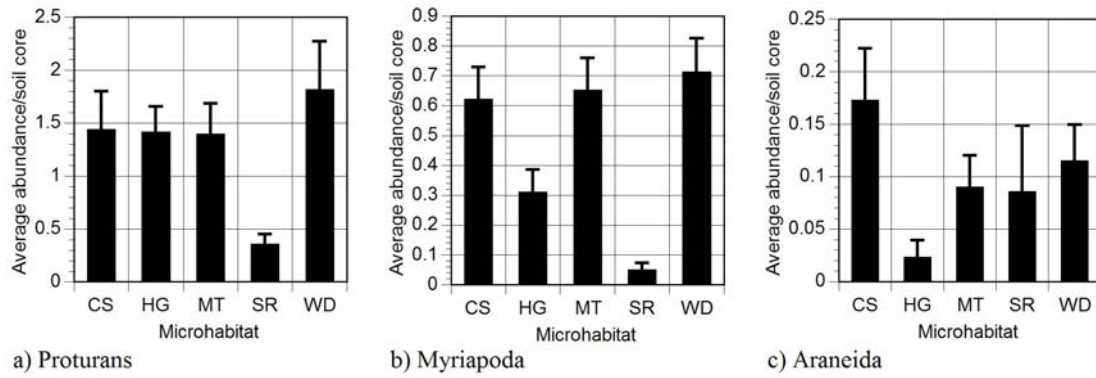 Average abundance/soil core
2.5
2
1.5
1
0.5
0
CS HG MT SR WD
Microhabitat
a) Proturans
Average abundance/soil core
0.9
0.8
0.7
0.6
0.5
0.4
0.3
0.2
0.1
0
CS HG MT SR WD
Microhabitat
b) Myriapoda
Average abundance/soil core
0.25
0.2
0.15
0.1
0.05
0
CS HG MT SR WD
Microhabitat
c) Araneida